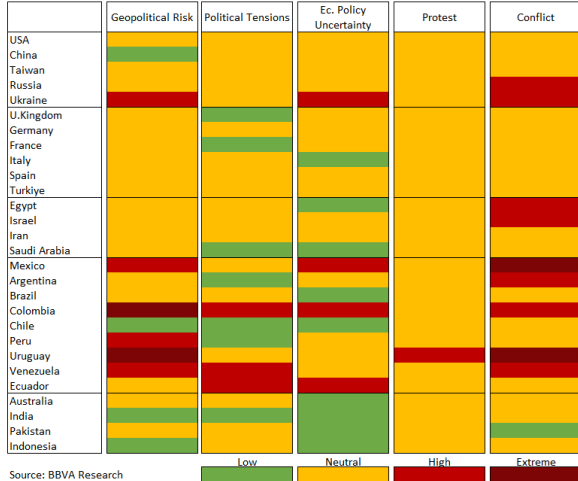 Geopolitical Risk Political Tensions Ec. Policy Uncertainty Protest Conflict
USA
China
Taiwan
Russia
Ukraine
U.Kingdom
Germany
France
Italy
Spain
Turkiye
Egypt
Israel
Iran
Saudi Arabia
Mexico
Argentina
Brazil
Colombia
Chile
Peru
Uruguay
Venezuela
Ecuador
Australia
India
Pakistan
Indonesia
Low Neutral High Extreme
Source: BBVA Research